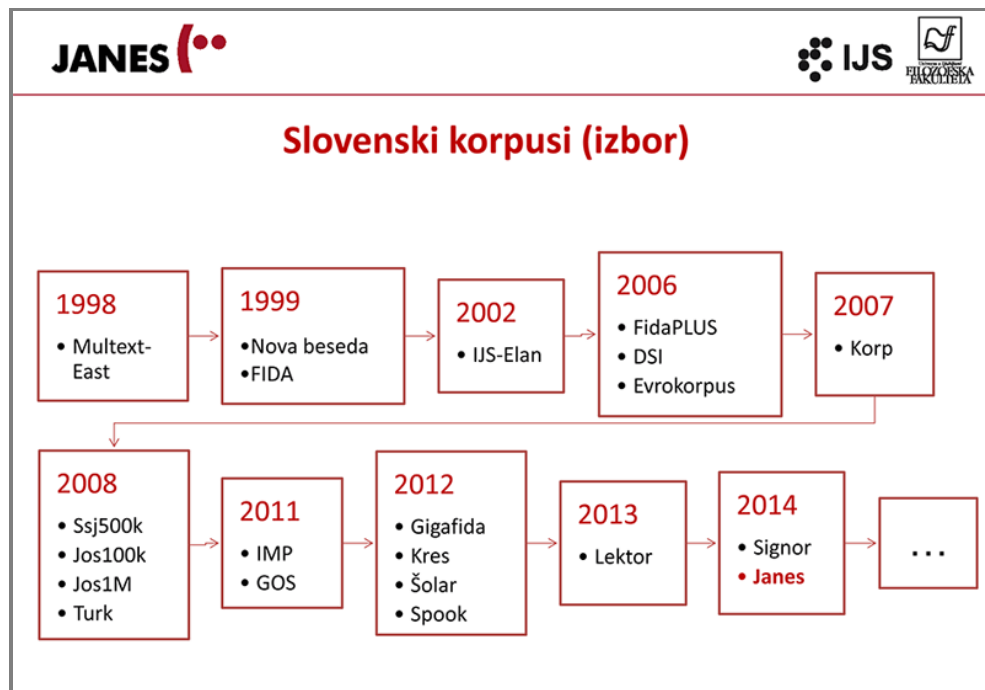 JANES
IJS
FILOZOFSKA
FAKULTETA
Slovenski korpusi (izbor)
1998
• Multext-
East
1999
•Nova beseda
•FIDA
2002
• IJS-Elan
2006
• FidaPLUS
• DSI
• Evrokorpus
2007
• Korp
2008
• Ssj500k
• Jos100k
• Jos1M
• Turk
2011
• IMP
• GOS
2012
• Gigafida
• Kres
• Šolar
• Spook
2013
• Lektor
2014
• Signor
• Janes
...